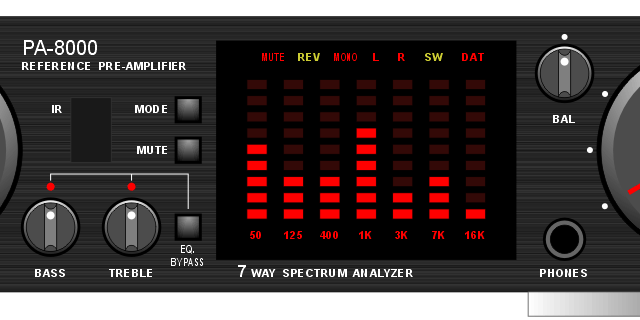 PA-8000
REFERENCE PRE-AMPLIFIER
MUTE REV MONO L R SW DAT
IR
MODE
MUTE
BAL
50 125 400 1K 3K 7K 16K
EQ.
BYPASS
BASS
TREBLE
7 WAY SPECTRUM ANALYZER
PHONES